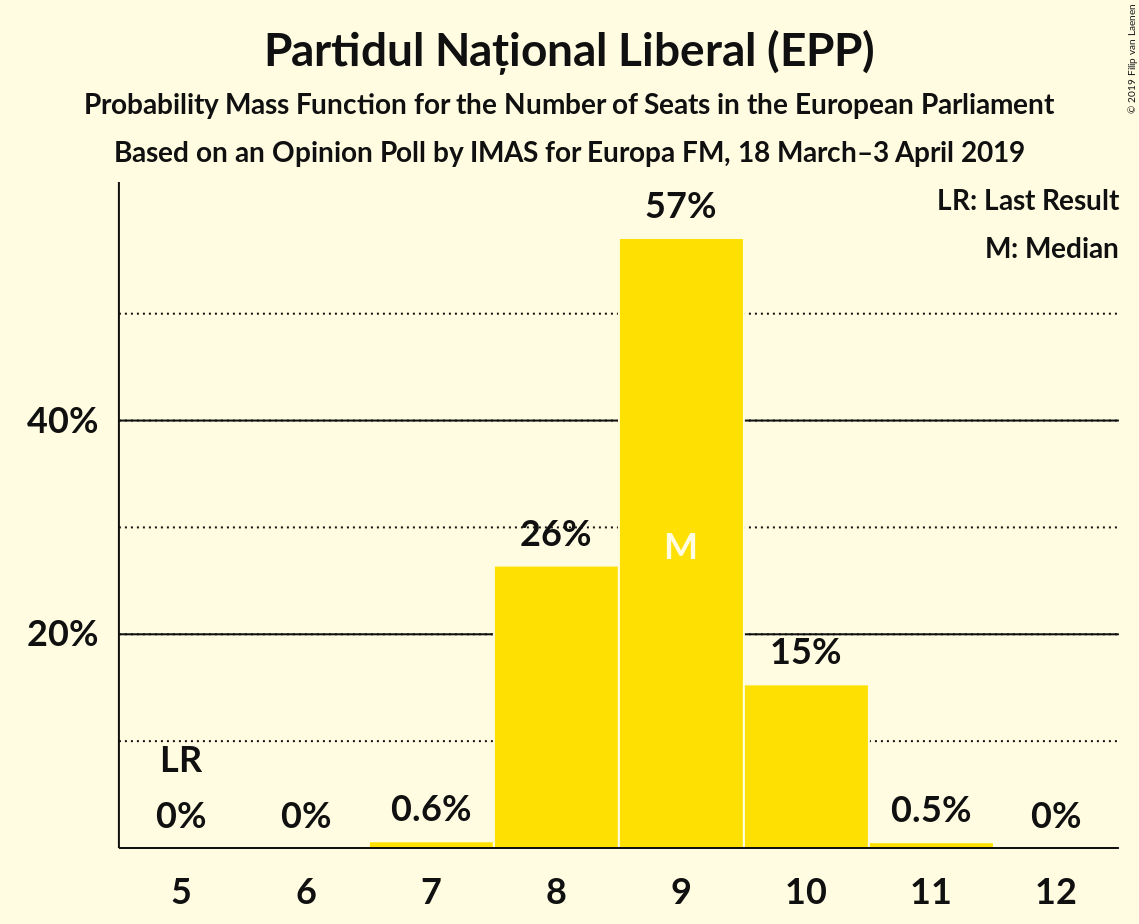 Partidul Național Liberal (EPP)
Probability Mass Function for the Number of Seats in the European Parliament
Based on an Opinion Poll by IMAS for Europa FM, 18 March–3 April 2019
© 2019 Filip van Laenen
LR: Last Result
M: Median
57%
40%
26%
M
20%
15%
LR
0%
0%
0.6%
0.5%
0%
5 6 7 8 9 10 11 12